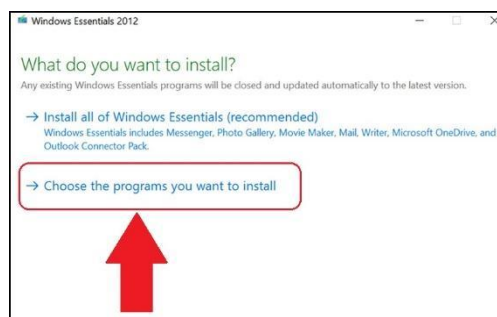 Windows Essentials 2012
What do you want to install?
Any existing Windows Essentials programs will be closed and updated automatically to the latest version.
→ Install all of Windows Essentials (recommended)
Windows Essentials includes Messenger, Photo Gallery, Movie Maker, Mail, Writer, Microsoft OneDrive, and
Outlook Connector Pack.
→ Choose the programs you want to install